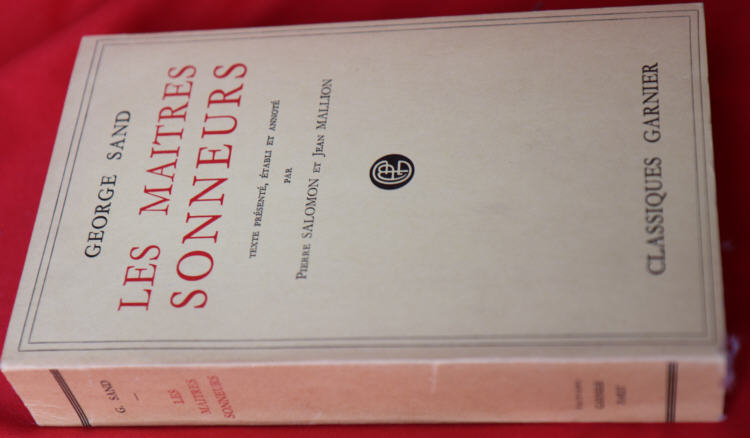 GEORGE SAND
LES MAITRES
SONNEURS
TEXTE PRÉSENTÉ, ÉTABLI ET ANNOTÉ
PAR
PIERRE SALOMON ET JEAN MALLION
CLASSIQUES GARNIER
G. SAND
LES
MAITRES
SONNEURS
GARNIER